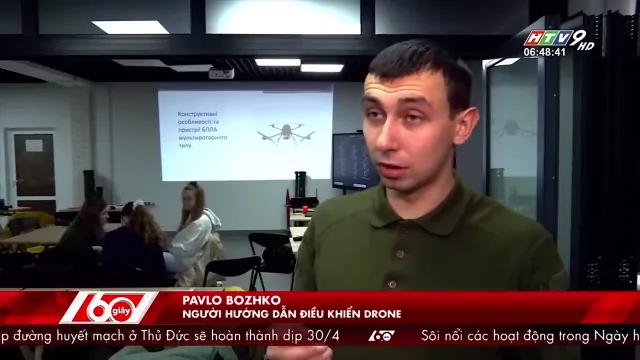 HTV9 HD
06:48:41
Конструктивні
особливості та
пристрії БПЛА
мультироторного
типу.
60 giây
PAVLO BOZHKO
NGƯỜI HƯỚNG DẪN ĐIỀU KHIỂN DRONE
p đường huyết mạch ở Thủ Đức sẽ hoàn thành dịp 30/4 60 Sôi nổi các hoạt động trong Ngày h